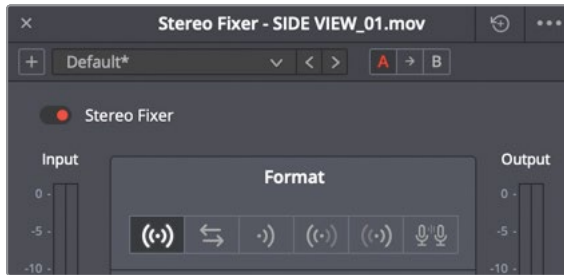 Stereo Fixer - SIDE VIEW_01.mov
Default*
A B
Stereo Fixer
Input
Format
Output
0 -
0 -
-5 -
-5 -
-10 -
-10 -